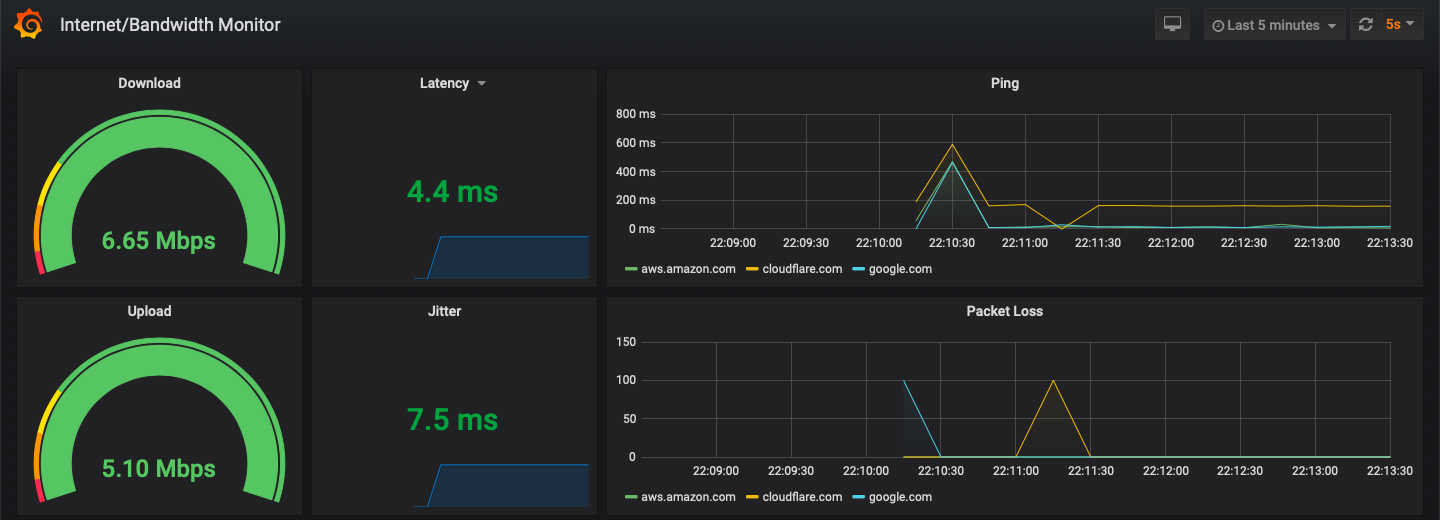 Internet/Bandwidth Monitor
Last 5 minutes
5s
Download
6.65 Mbps
Latency
4.4 ms
Ping
800 ms
600 ms
400 ms
200 ms
0 ms
22:09:00 22:09:30 22:10:00 22:10:30 22:11:00 22:11:30 22:12:00 22:12:30 22:13:00 22:13:30
aws.amazon.com cloudflare.com google.com
Upload
5.10 Mbps
Jitter
7.5 ms
Packet Loss
150
100
50
0
22:09:00 22:09:30 22:10:00 22:10:30 22:11:00 22:11:30 22:12:00 22:12:30 22:13:00 22:13:30
aws.amazon.com cloudflare.com google.com